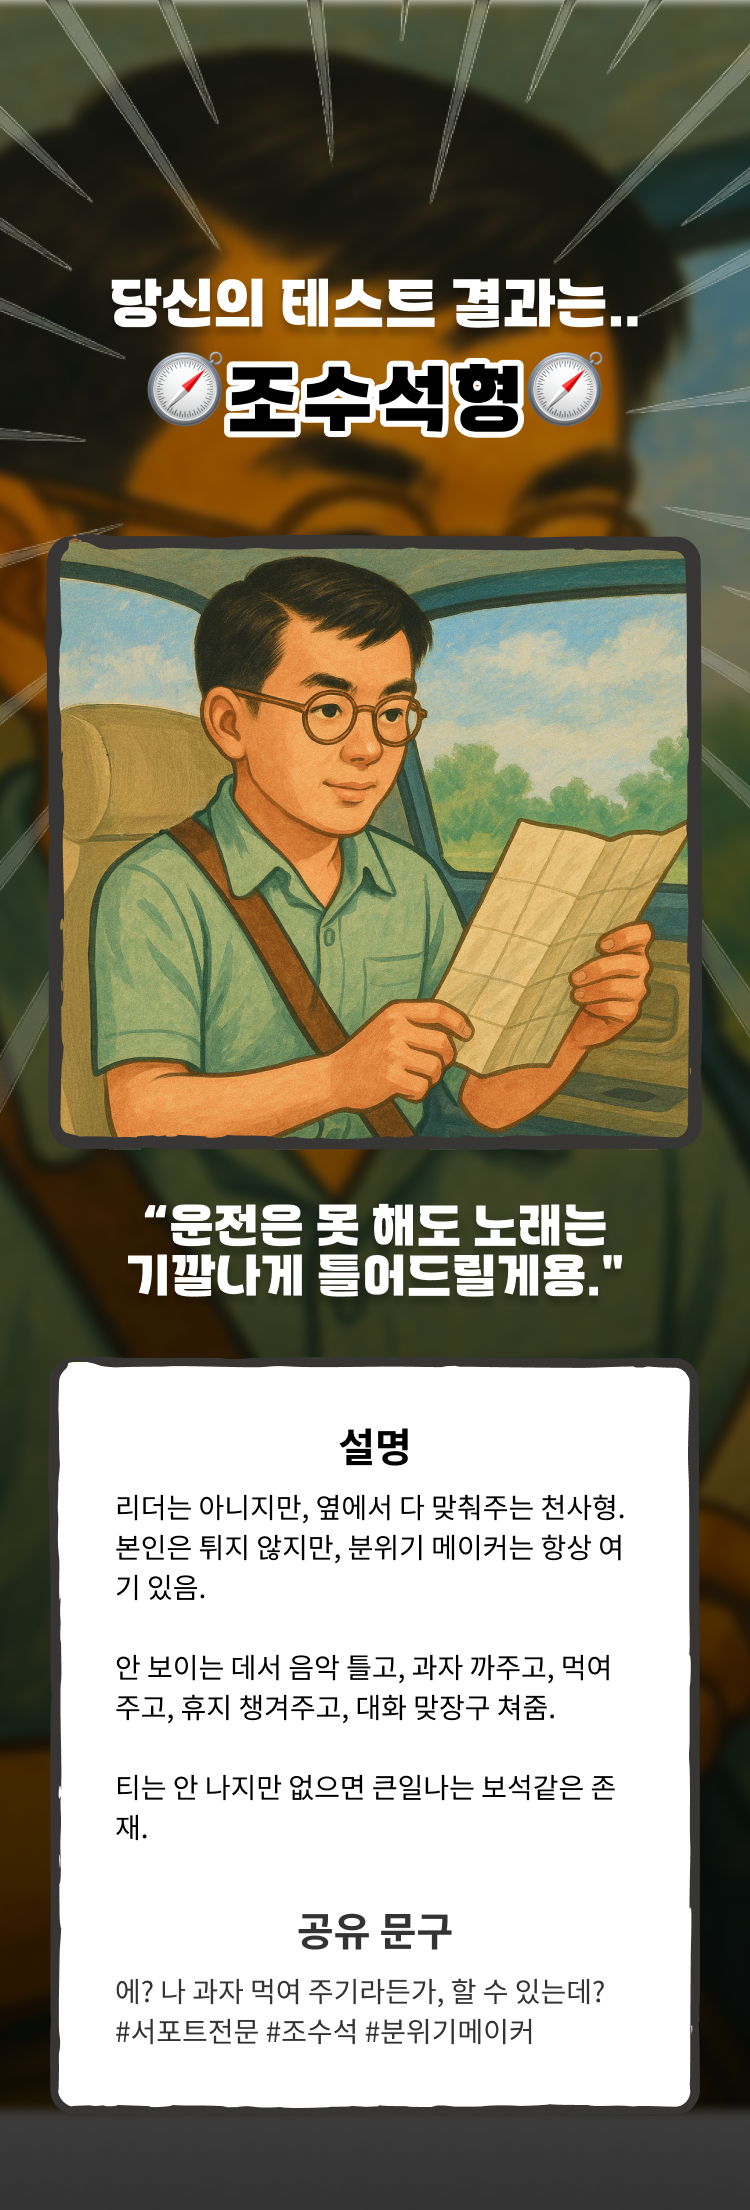 당신의 테스트 결과는..
조수석형
“운전은 못 해도 노래는
기깔나게 틀어드릴게용."
설명
리더는 아니지만, 옆에서 다 맞춰주는 천사형.
본인은 튀지 않지만, 분위기 메이커는 항상 여
기 있음.
안 보이는 데서 음악 틀고, 과자 까주고, 먹여
주고, 휴지 챙겨주고, 대화 맞장구 쳐줌.
티는 안 나지만 없으면 큰일나는 보석같은 존
재.
공유 문구
에? 나 과자 먹여 주기라든가, 할 수 있는데?
#서포트전문 #조수석 #분위기메이커